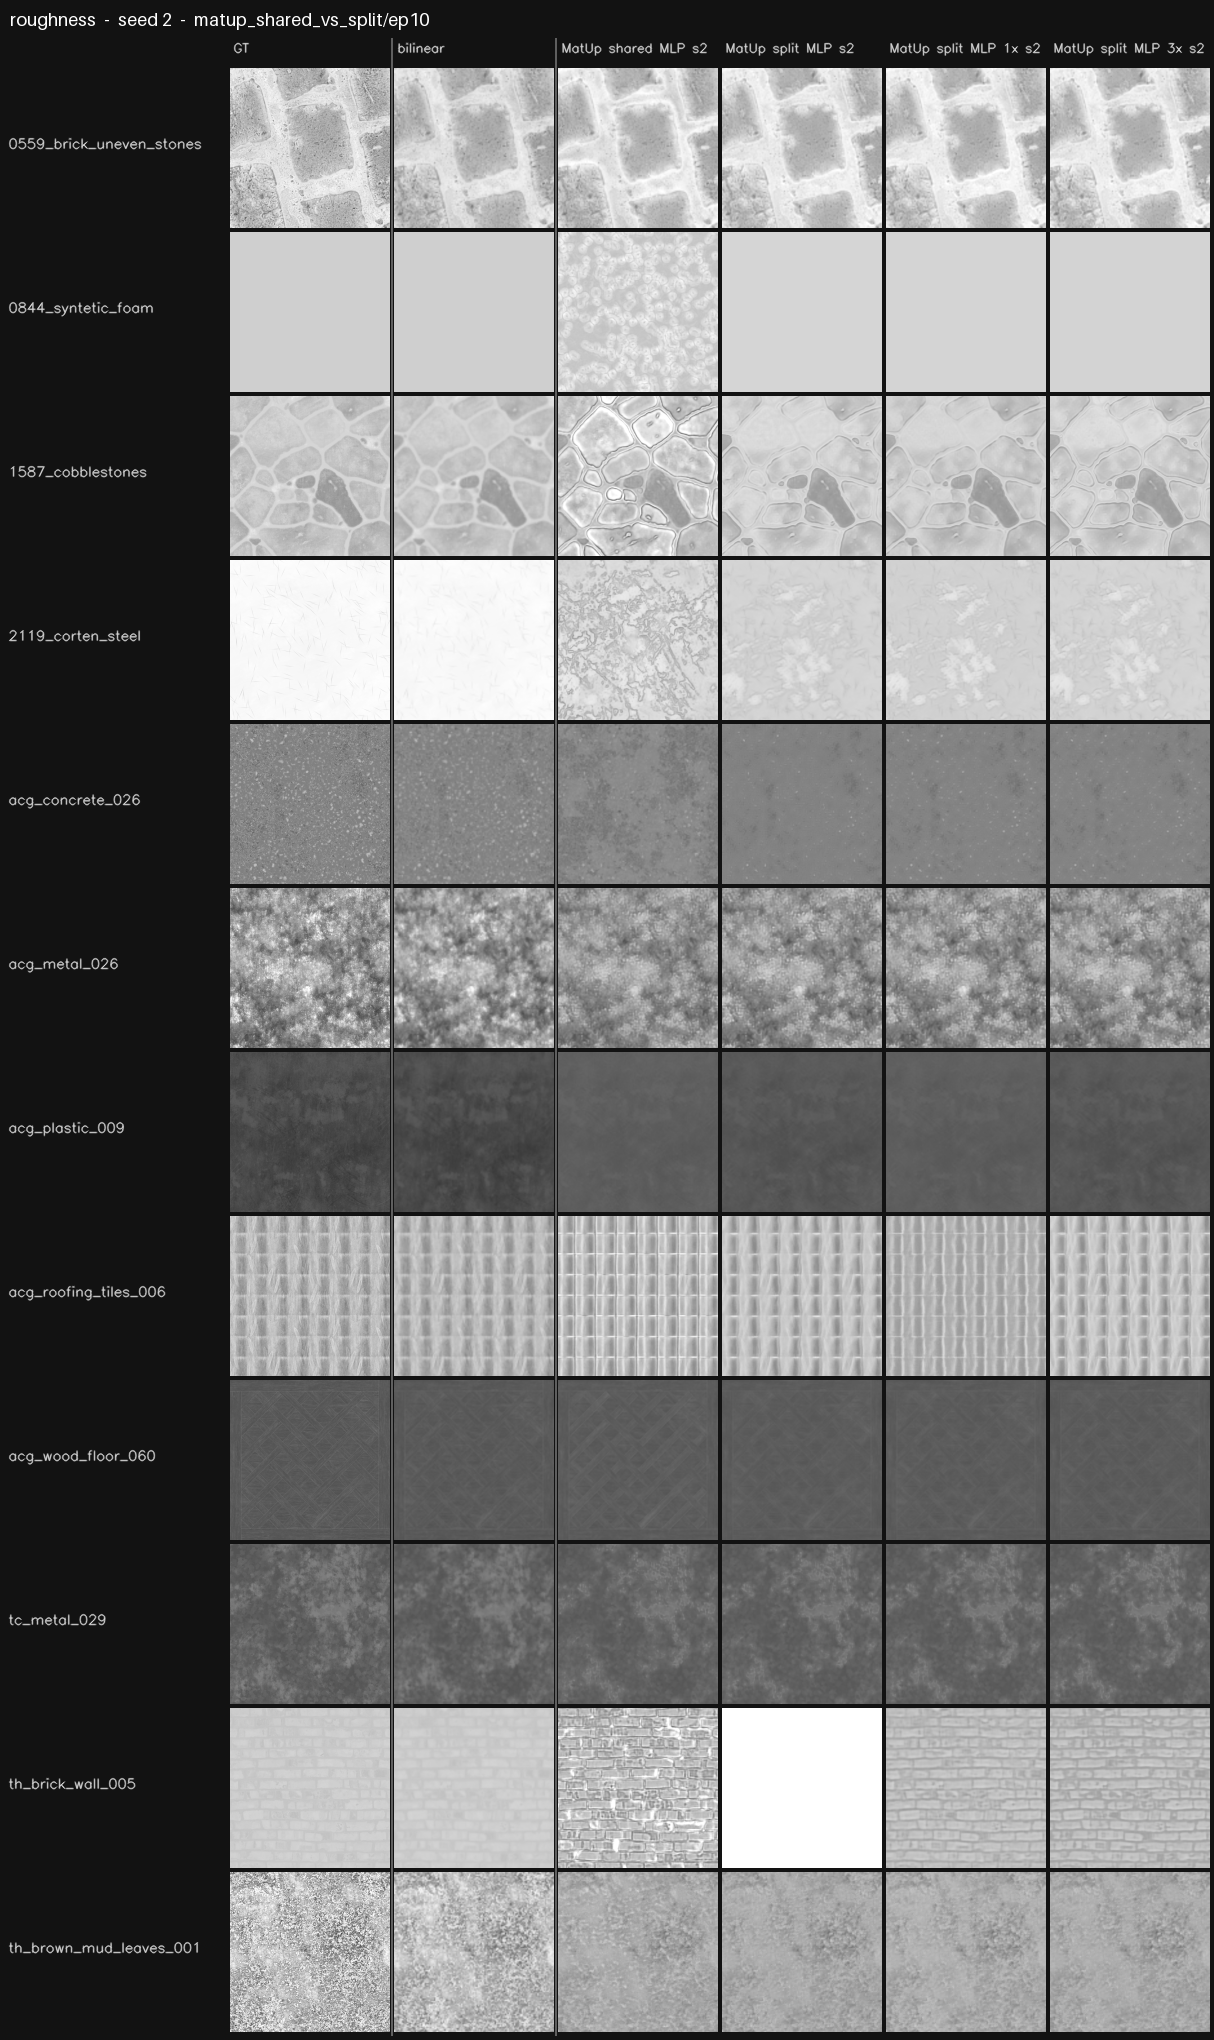 roughness - seed 2 - matup_shared_vs_split/ep10
GT bilinear MatUp shared MLP s2 MatUp split MLP s2 MatUp split MLP 1x s2 MatUp split MLP 3x s2
0559_brick_uneven_stones
0844_syntetic_foam
1587_cobblestones
2119_corten_steel
acg_concrete_026
acg_metal_026
acg_plastic_009
acg_roofing_tiles_006
acg_wood_floor_060
tc_metal_029
th_brick_wall_005
th_brown_mud_leaves_001